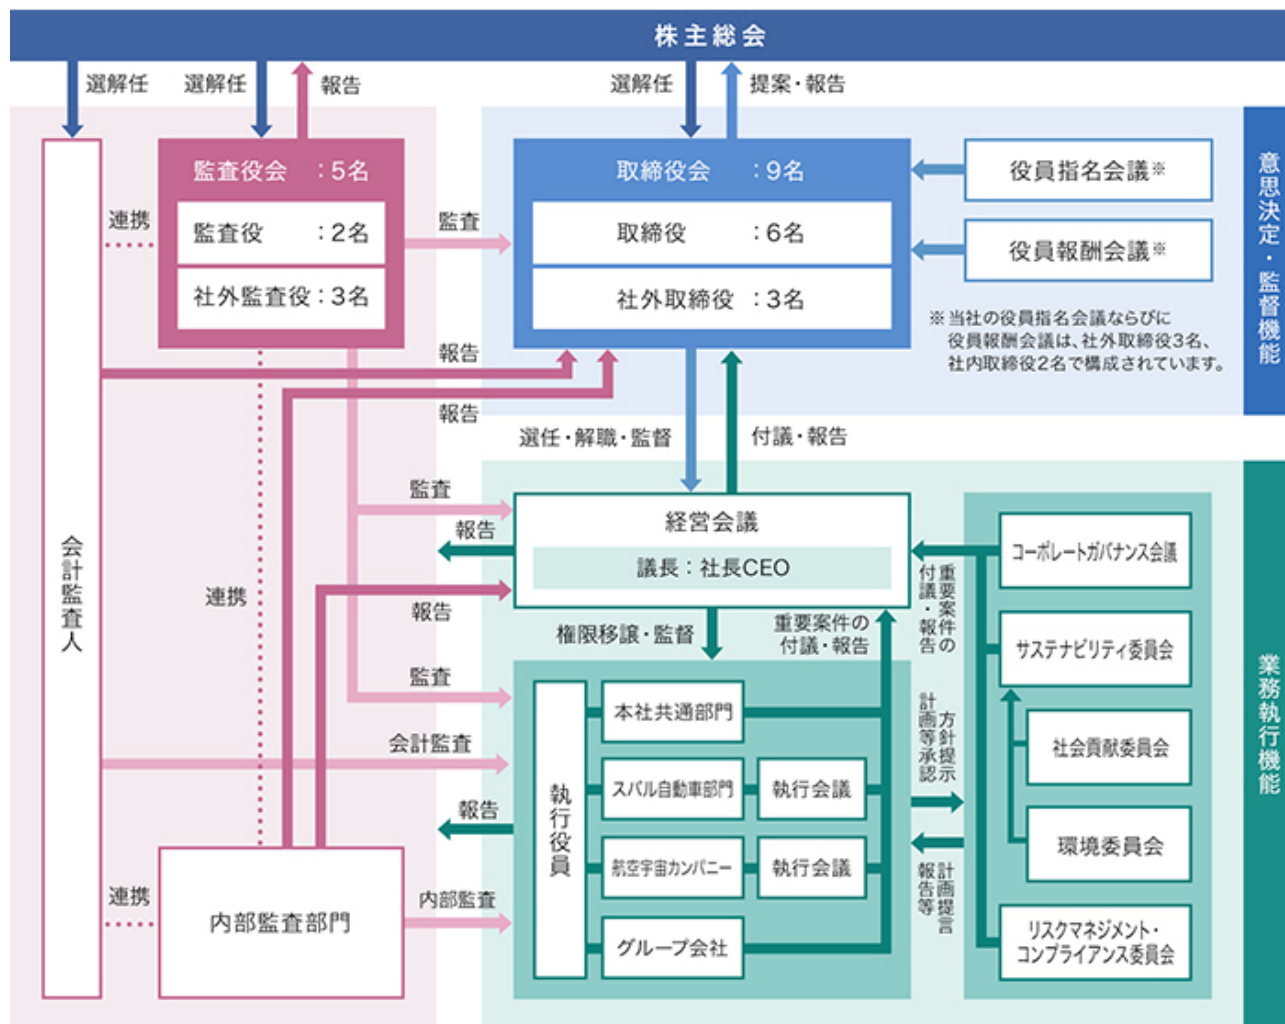 株主総会
選解任
選解任
報告
選解任
提案・報告
監査役会 ：5名
監査役 ：2名
社外監査役：3名
連携
監査
取締役会 ：9名
取締役 ：6名
社外取締役 ：3名
役員指名会議※
役員報酬会議※
※当社の役員指名会議ならびに
役員報酬会議は、社外取締役3名、
社内取締役2名で構成されています。
意思決定・監督機能
報告
報告
選任・解職・監督
付議・報告
会計監査人
連携
監査
報告
報告
監査
会計監査
報告
経営会議
議長：社長CEO
権限移譲・監督
重要案件の
付議・報告
重要案件の
付議・報告
コーポレートガバナンス会議
サステナビリティ委員会
社会貢献委員会
環境委員会
リスクマネジメント・
コンプライアンス委員会
業務執行機能
執行役員
本社共通部門
スバル自動車部門
執行会議
航空宇宙カンパニー
執行会議
グループ会社
方針提示
計画等承認
計画提言
報告等
連携
内部監査部門
内部監査